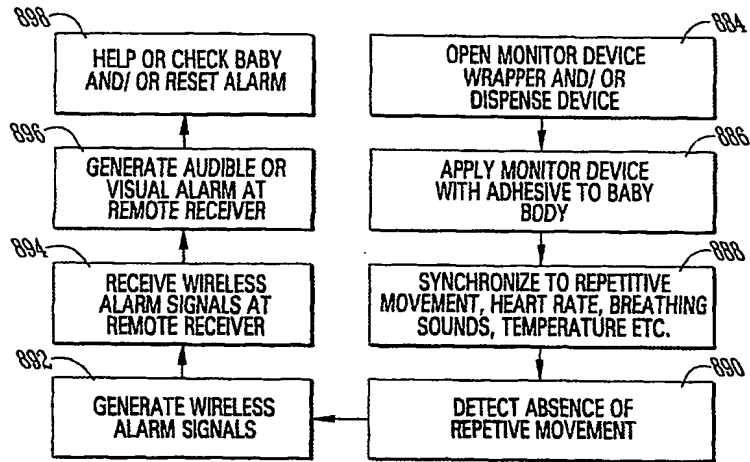 884
OPEN MONITOR DEVICE
WRAPPER AND/ OR
DISPENSE DEVICE
886
APPLY MONITOR DEVICE
WITH ADHESIVE TO BABY
BODY
888
SYNCHRONIZE TO REPETITIVE
MOVEMENT, HEART RATE, BREATHING
SOUNDS, TEMPERATURE ETC.
890
DETECT ABSENCE OF
REPETIVE MOVEMENT
892
GENERATE WIRELESS
ALARM SIGNALS
894
RECEIVE WIRELESS
ALARM SIGNALS AT
REMOTE RECEIVER
896
GENERATE AUDIBLE OR
VISUAL ALARM AT
REMOTE RECEIVER
898
HELP OR CHECK BABY
AND/ OR RESET ALARM